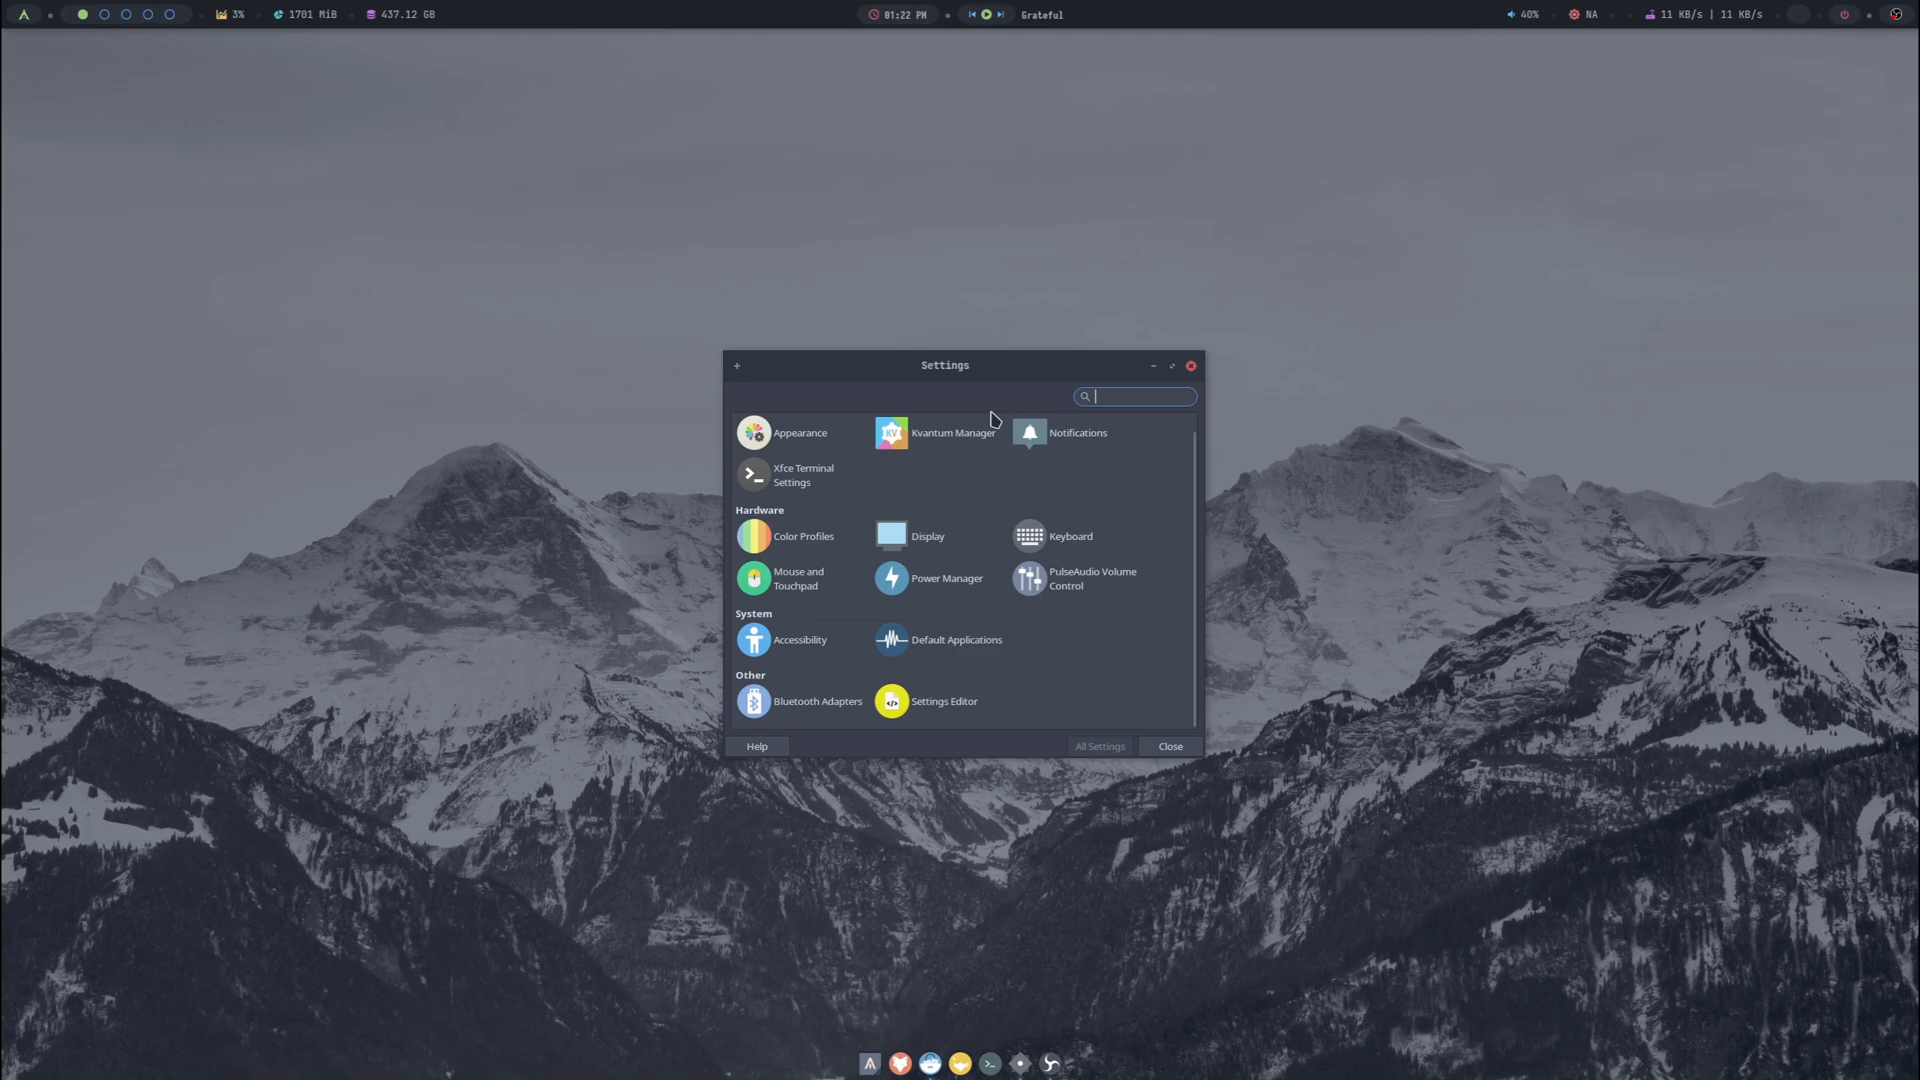 3% 1701 MiB 437.12 GB 01:22 PM Grateful 40% NA 11 KB/s | 11 KB/s
Settings
Appearance Kvantum Manager Notifications
Xfce Terminal
Settings
Hardware
Color Profiles Display Keyboard
Mouse and
Touchpad
Power Manager
PulseAudio Volume
Control
System
Accessibility Default Applications
Other
Bluetooth Adapters Settings Editor
Help All Settings Close